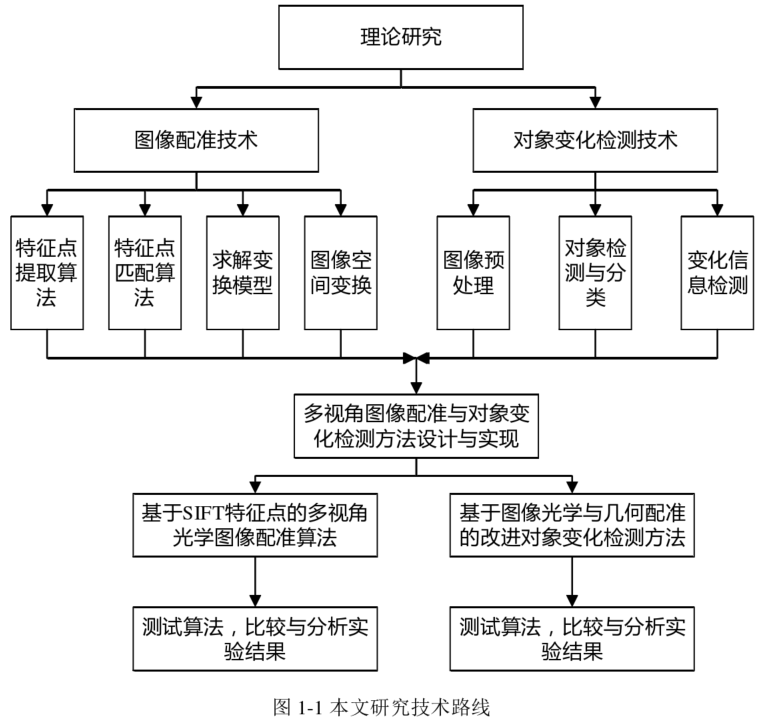 理论研究
图像配准技术
对象变化检测技术
特征点
提取算
法
特征点
匹配算
法
求解变
换模型
图像空
间变换
图像预
处理
对象检
测与分
类
变化信
息检测
多视角图像配准与对象变
化检测方法设计与实现
基于SIFT特征点的多视角
光学图像配准算法
基于图像光学与几何配准
的改进对象变化检测方法
测试算法，比较与分析实
验结果
测试算法，比较与分析实
验结果
图 1-1 本文研究技术路线